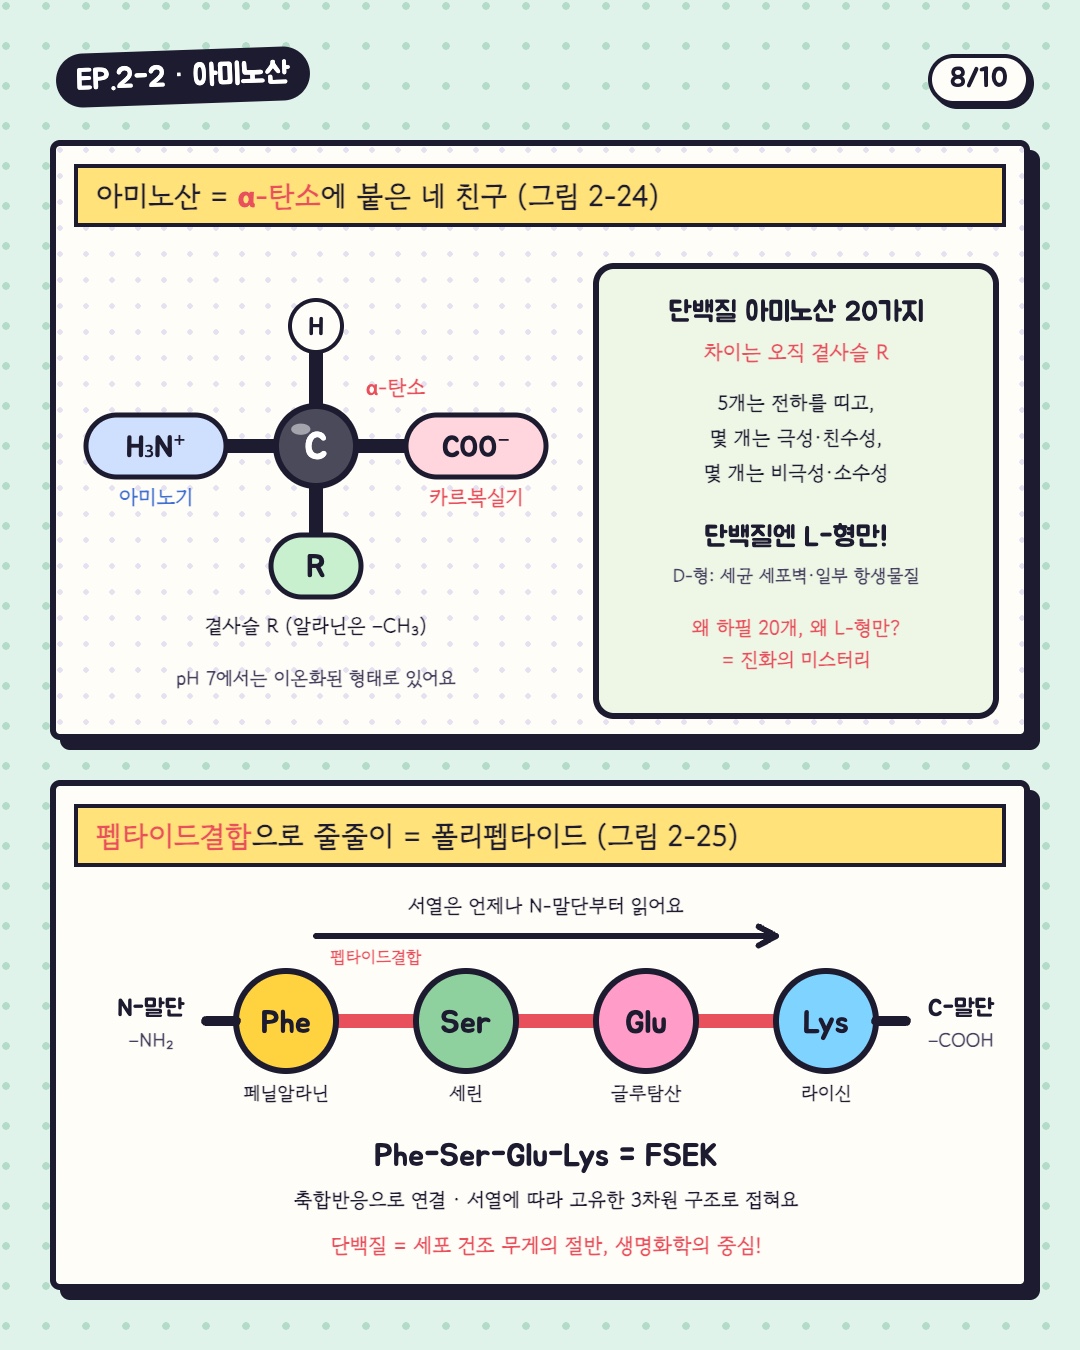 EP.2-2 · 아미노산
8/10
아미노산 = α-탄소에 붙은 네 친구 (그림 2-24)
H
α-탄소
H₃N⁺
C
COO⁻
아미노기
카르복실기
R
곁사슬 R (알라닌은 –CH₃)
pH 7에서는 이온화된 형태로 있어요
단백질 아미노산 20가지
차이는 오직 곁사슬 R
5개는 전하를 띠고,
몇 개는 극성·친수성,
몇 개는 비극성·소수성
단백질엔 L-형만!
D-형: 세균 세포벽·일부 항생물질
왜 하필 20개, 왜 L-형만?
= 진화의 미스터리
펩타이드결합으로 줄줄이 = 폴리펩타이드 (그림 2-25)
서열은 언제나 N-말단부터 읽어요
펩타이드결합
N-말단
–NH₂
Phe
Ser
Glu
Lys
C-말단
–COOH
페닐알라닌
세린
글루탐산
라이신
Phe-Ser-Glu-Lys = FSEK
축합반응으로 연결 · 서열에 따라 고유한 3차원 구조로 접혀요
단백질 = 세포 건조 무게의 절반, 생명화학의 중심!